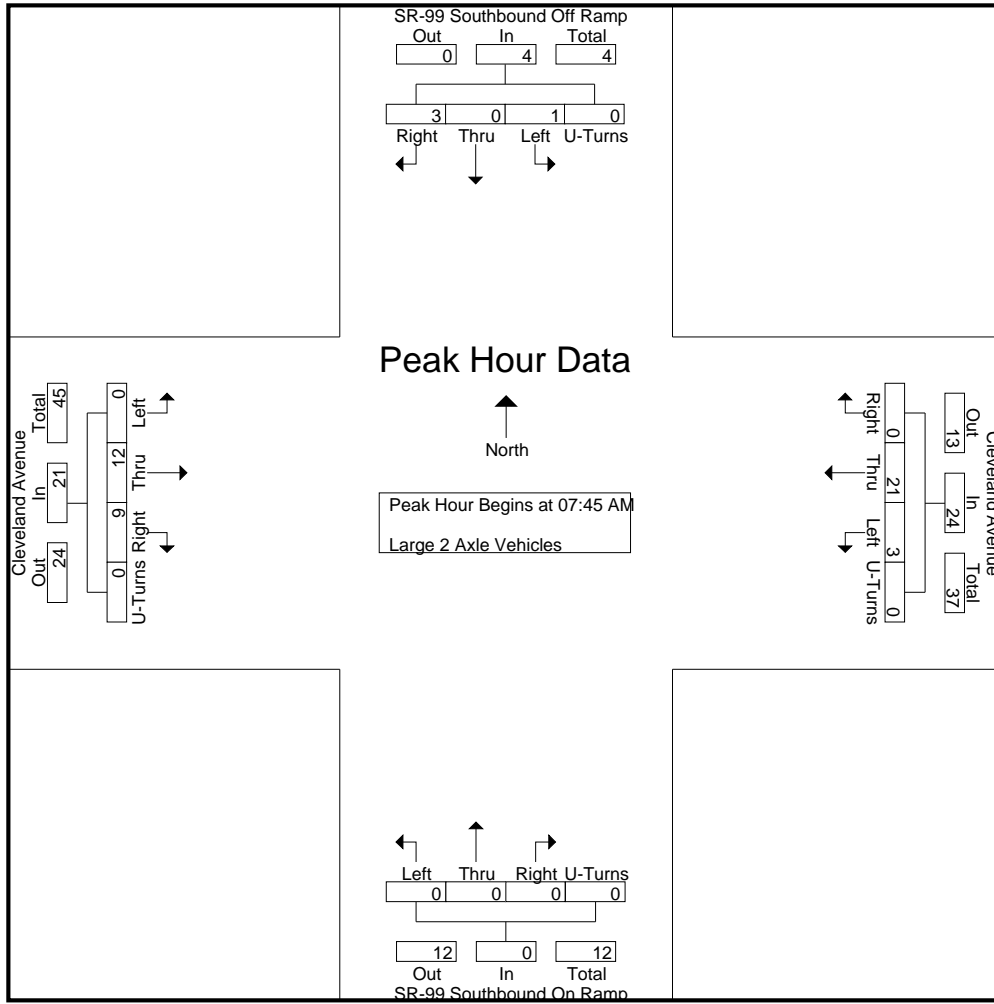 SR-99 Southbound Off Ramp
Out In Total
0 4 4
3 0 1 0
Right Thru Left U-Turns
Peak Hour Data
North
Peak Hour Begins at 07:45 AM
Large 2 Axle Vehicles
Cleveland Avenue
Out In Total
24 21 45
0 12 9 0
Left Thru Right U-Turns
Cleveland Avenue
Out In Total
13 24 37
0 21 3 0
Right Thru Left U-Turns
Left Thru Right U-Turns
0 0 0 0
12 0 12
Out In Total
SR-99 Southbound On Ramp